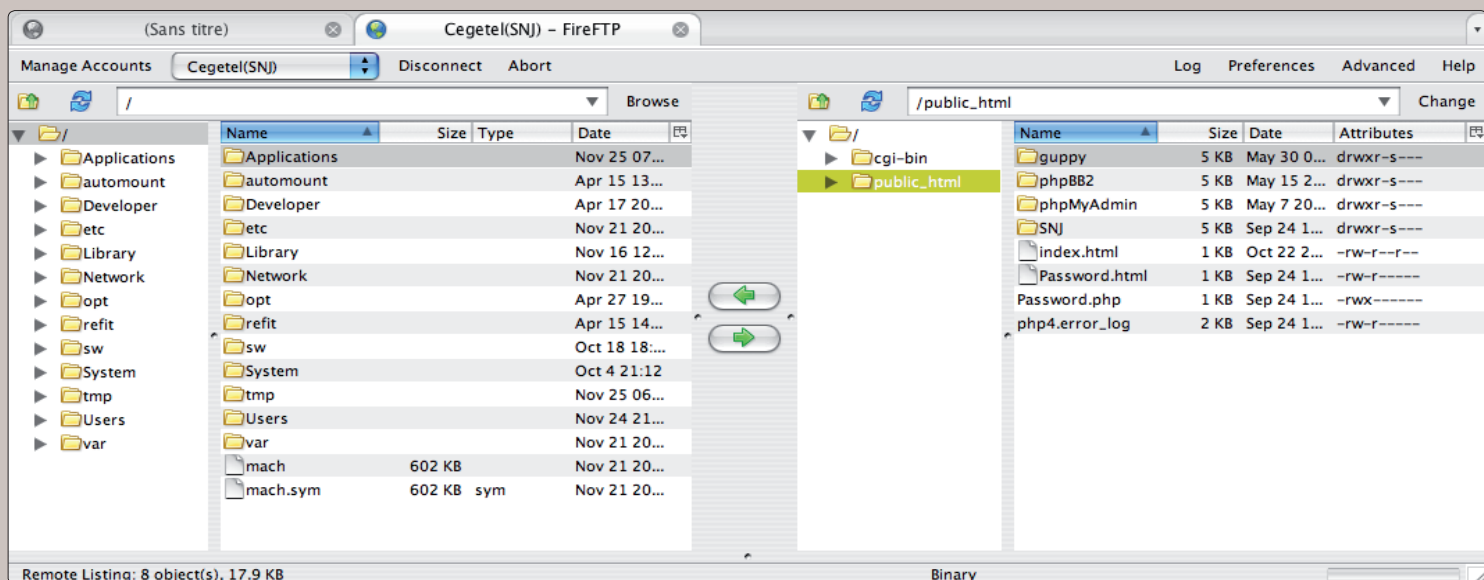 (Sans titre) Cegetel(SNJ) – FireFTP
Manage Accounts Cegetel(SNJ) Disconnect Abort Log Preferences Advanced Help
/ Browse /public_html Change
/ Name Size Type Date / Name Size Date Attributes
Applications Applications Nov 25 07... cgi-bin guppy 5 KB May 30 0... drwxr-s---
automount automount Apr 15 13... public_html phpBB2 5 KB May 15 2... drwxr-s---
Developer Developer Apr 17 20... phpMyAdmin 5 KB May 7 20... drwxr-s---
etc etc Nov 21 20... SNJ 5 KB Sep 24 1... drwxr-s---
Library Library Nov 16 12... index.html 1 KB Oct 22 2... -rw-r--r--
Network Network Nov 21 20... Password.html 1 KB Sep 24 1... -rw-r-----
opt opt Apr 27 19... Password.php 1 KB Sep 24 1... -rwx------
refit refit Apr 15 14... php4.error_log 2 KB Sep 24 1... -rw-r-----
sw sw Oct 18 18:...
System System Oct 4 21:12
tmp tmp Nov 25 06...
Users Users Nov 24 21...
var var Nov 21 20...
mach 602 KB Nov 21 20...
mach.sym 602 KB sym Nov 21 20...
Remote Listing: 8 object(s), 17.9 KB Binary